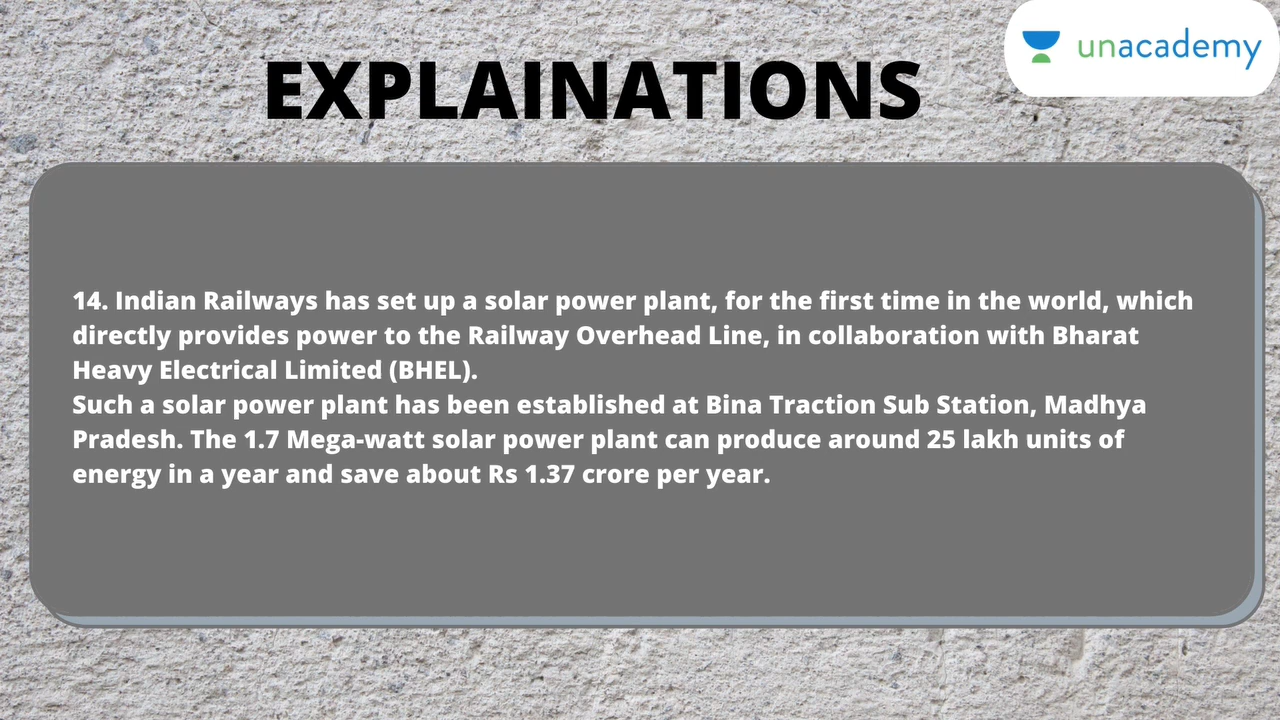 unacademy
EXPLAINATIONS
14. Indian Railways has set up a solar power plant, for the first time in the world, which
directly provides power to the Railway Overhead Line, in collaboration with Bharat
Heavy Electrical Limited (BHEL).
Such a solar power plant has been established at Bina Traction Sub Station, Madhya
Pradesh. The 1.7 Mega-watt solar power plant can produce around 25 lakh units of
energy in a year and save about Rs 1.37 crore per year.